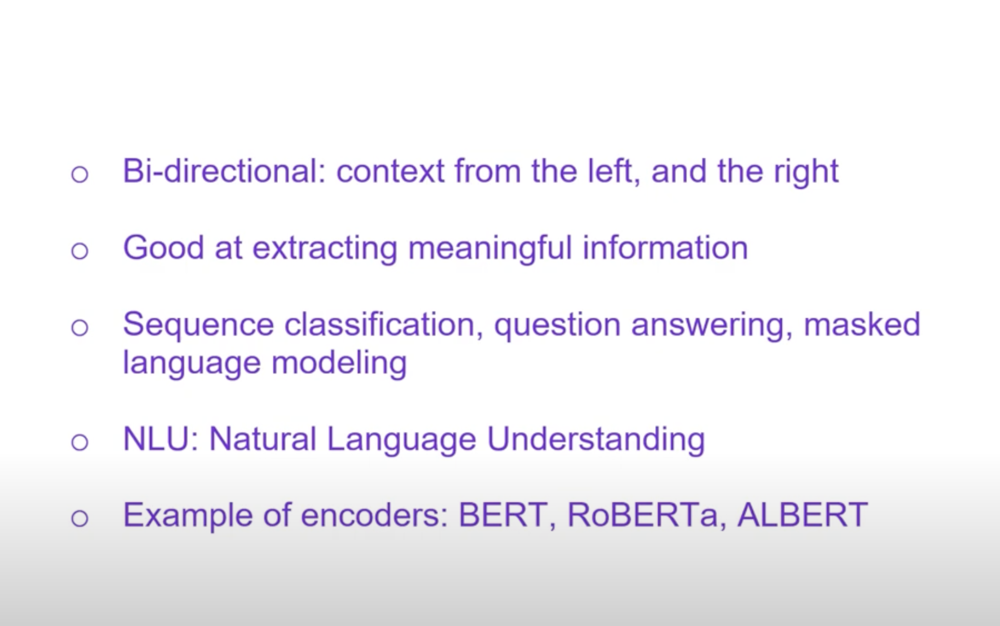 Bi-directional: context from the left, and the right
Good at extracting meaningful information
Sequence classification, question answering, masked
language modeling
NLU: Natural Language Understanding
Example of encoders: BERT, RoBERTa, ALBERT